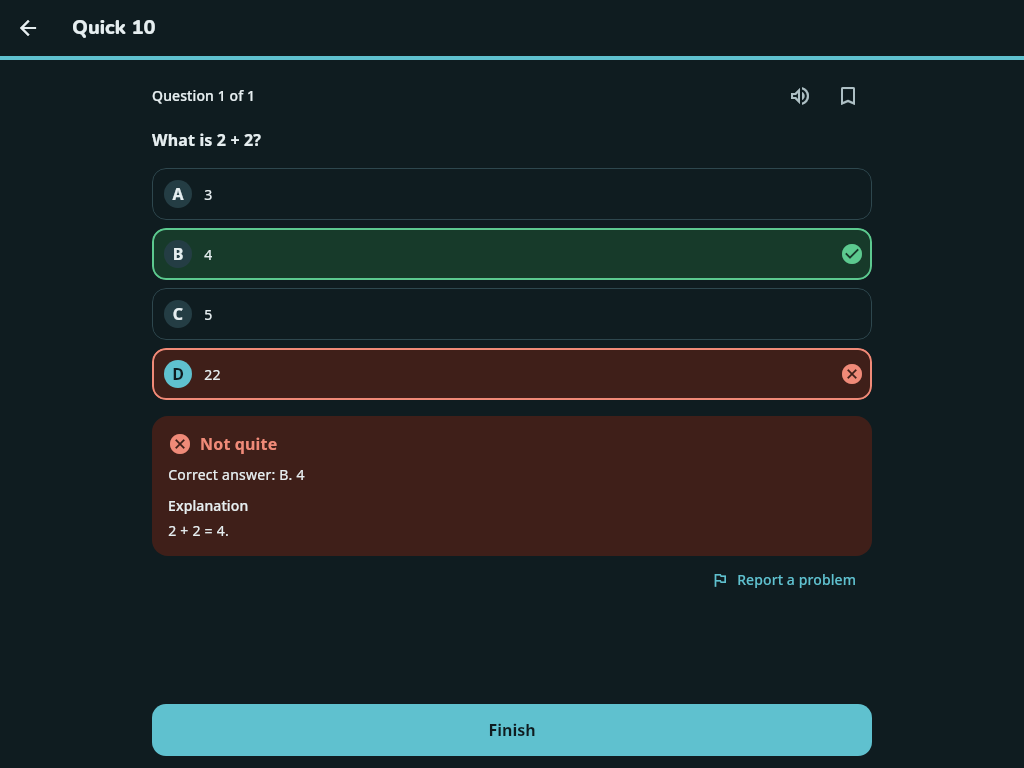 Quick 10
Question 1 of 1
What is 2 + 2?
A 3
B 4
C 5
D 22
Not quite
Correct answer: B. 4
Explanation
2 + 2 = 4.
Report a problem
Finish